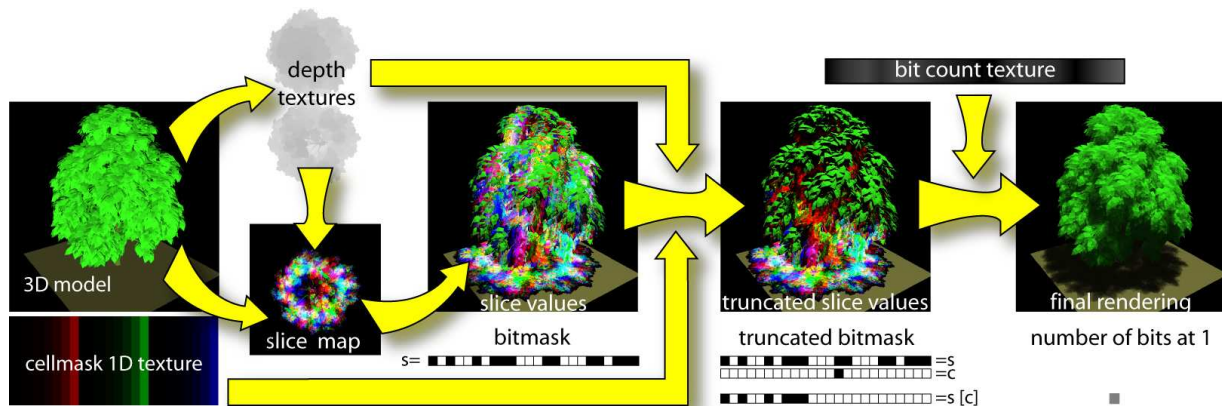 depth
textures
bit count texture
3D model
slice values
truncated slice values
final rendering
cellmask 1D texture
slice map
bitmask
truncated bitmask
number of bits at 1
s=
=s
=c
=s [c]